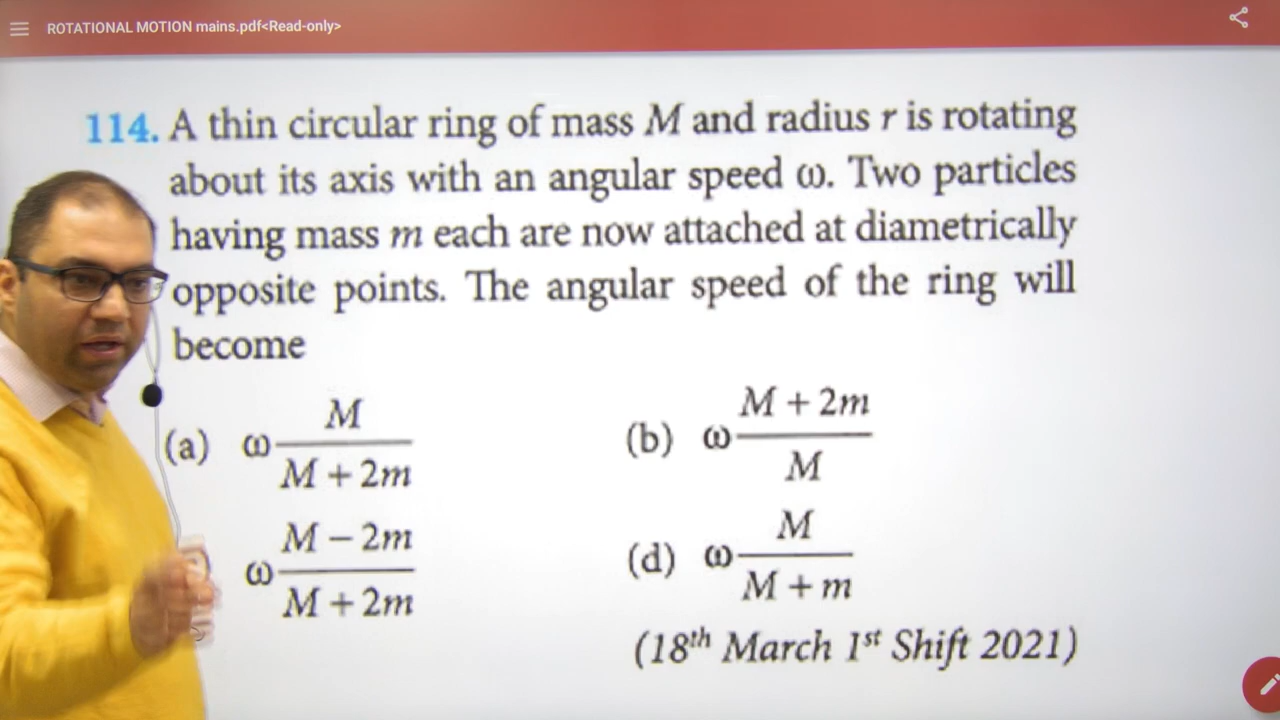 ROTATIONAL MOTION mains.pdf<Read-only>
114. A thin circular ring of mass M and radius r is rotating
about its axis with an angular speed ω. Two particles
having mass m each are now attached at diametrically
opposite points. The angular speed of the ring will
become
(a) ω M / M + 2m (b) ω M + 2m / M
ω M − 2m / M + 2m (d) ω M / M + m
(18th March 1st Shift 2021)